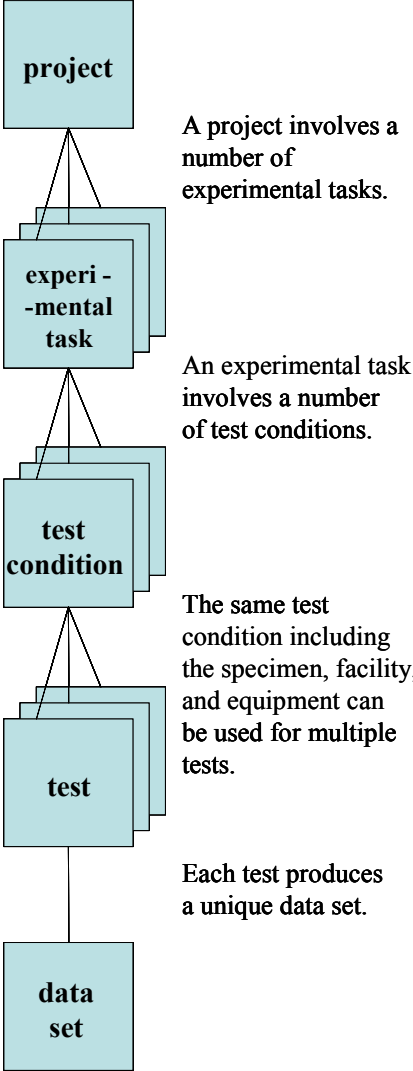 project
A project involves a
number of
experimental tasks.
experi -
-mental
task
An experimental task
involves a number
of test conditions.
test
condition
The same test
condition including
the specimen, facility,
and equipment can
be used for multiple
tests.
test
Each test produces
a unique data set.
data
set